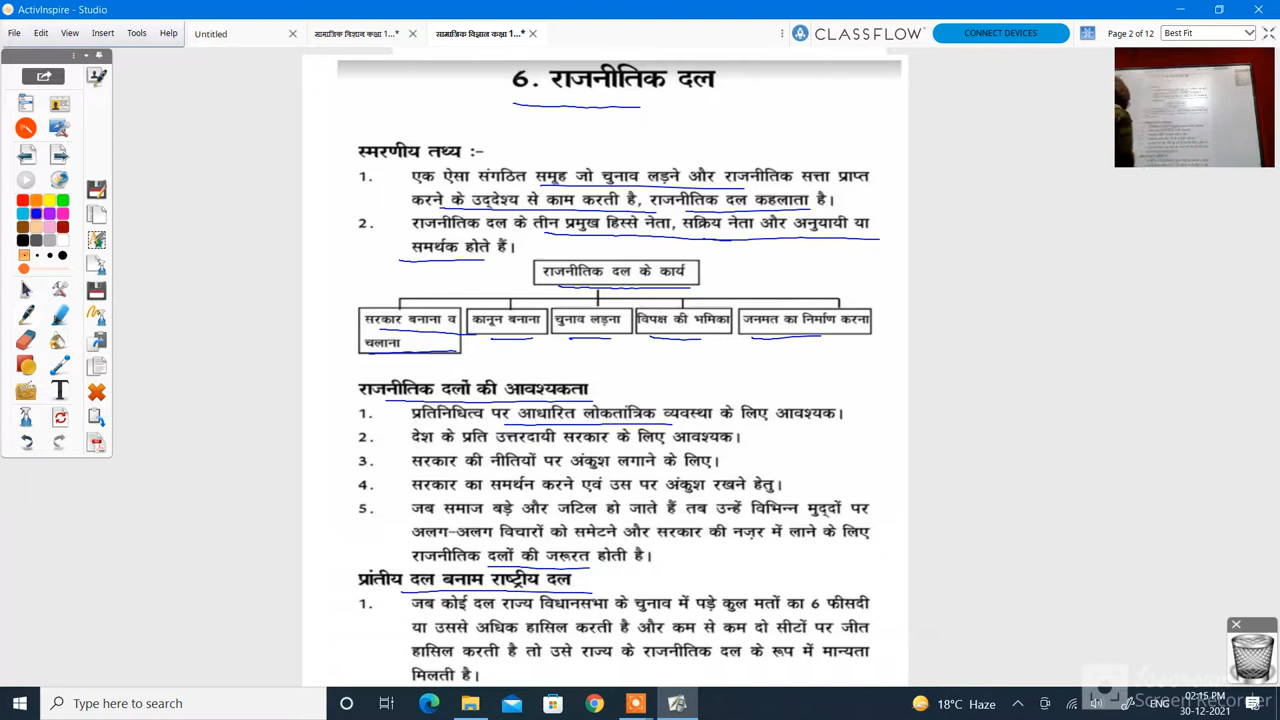 ActivInspire - Studio
File Edit View Insert Tools Help
Untitled
सामाजिक विज्ञान कक्षा 1...*
सामाजिक विज्ञान कक्षा 1...*
CLASSFLOW
CONNECT DEVICES
Page 2 of 12
Best Fit
6. राजनीतिक दल
स्मरणीय तथ्य :-
1. एक ऐसा संगठित समूह जो चुनाव लड़ने और राजनीतिक सत्ता प्राप्त
करने के उद्देश्य से काम करती है, राजनीतिक दल कहलाता है।
2. राजनीतिक दल के तीन प्रमुख हिस्से नेता, सक्रिय नेता और अनुयायी या
समर्थक होते हैं।
राजनीतिक दल के कार्य
सरकार बनाना व
चलाना
कानून बनाना
चुनाव लड़ना
विपक्ष की भमिका
जनमत का निर्माण करना
राजनीतिक दलों की आवश्यकता
1. प्रतिनिधित्व पर आधारित लोकतांत्रिक व्यवस्था के लिए आवश्यक।
2. देश के प्रति उत्तरदायी सरकार के लिए आवश्यक।
3. सरकार की नीतियों पर अंकुश लगाने के लिए।
4. सरकार का समर्थन करने एवं उस पर अंकुश रखने हेतु।
5. जब समाज बड़े और जटिल हो जाते हैं तब उन्हें विभिन्न मुद्दों पर
अलग-अलग विचारों को समेटने और सरकार की नज़र में लाने के लिए
राजनीतिक दलों की जरूरत होती है।
प्रांतीय दल बनाम राष्ट्रीय दल
1. जब कोई दल राज्य विधानसभा के चुनाव में पड़े कुल मतों का 6 फीसदी
या उससे अधिक हासिल करती है और कम से कम दो सीटों पर जीत
हासिल करती है तो उसे राज्य के राजनीतिक दल के रूप में मान्यता
मिलती है।
Type here to search
18°C Haze
02:15 PM
30-12-2021